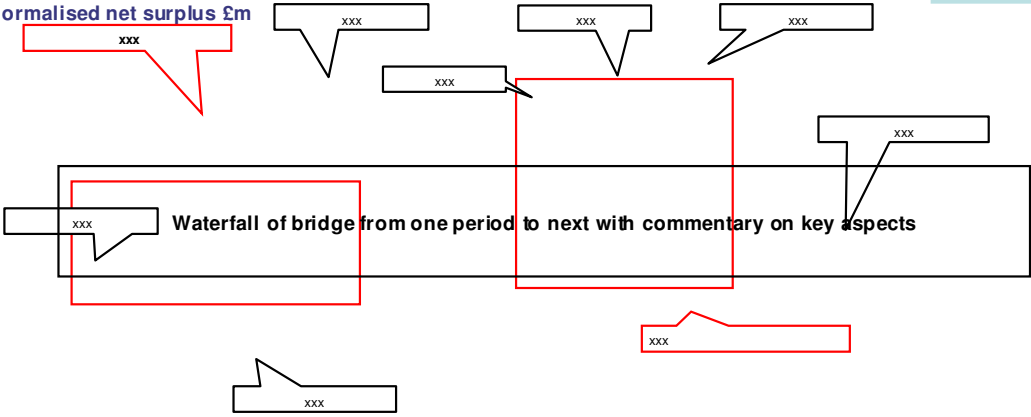 ormalised net surplus £m
xxx
xxx
xxx
xxx
xxx
xxx
xxx
Waterfall of bridge from one period to next with commentary on key aspects
xxx
xxx